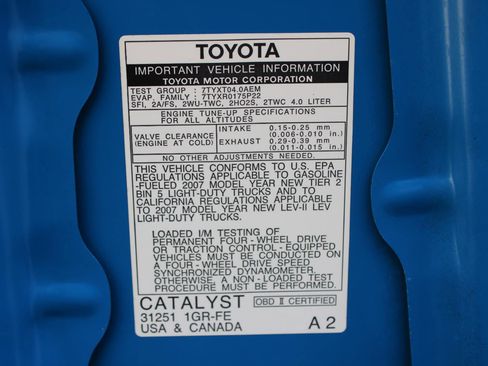 TOYOTA
IMPORTANT VEHICLE INFORMATION
TOYOTA MOTOR CORPORATION
TEST GROUP : 7TYXT04.0AEM
EVAP. FAMILY : 7TYXR0175P22
SFI, 2A/FS, 2WU-TWC, 2HO2S, 2TWC 4.0 LITER
ENGINE TUNE-UP SPECIFICATIONS
FOR ALL ALTITUDES
VALVE CLEARANCE (ENGINE AT COLD) INTAKE 0.15-0.25 mm (0.006-0.010 in.)
EXHAUST 0.29-0.39 mm (0.011-0.015 in.)
NO OTHER ADJUSTMENTS NEEDED.
THIS VEHICLE CONFORMS TO U.S. EPA
REGULATIONS APPLICABLE TO GASOLINE
-FUELED 2007 MODEL YEAR NEW TIER 2
BIN 5 LIGHT-DUTY TRUCKS AND TO
CALIFORNIA REGULATIONS APPLICABLE
TO 2007 MODEL YEAR NEW LEV-II LEV
LIGHT-DUTY TRUCKS.
LOADED I/M TESTING OF
PERMANENT FOUR - WHEEL DRIVE
OR TRACTION CONTROL - EQUIPPED
VEHICLES MUST BE CONDUCTED ON
A FOUR - WHEEL DRIVE SPEED
SYNCHRONIZED DYNAMOMETER.
OTHERWISE, A NON - LOADED TEST
PROCEDURE MUST BE PERFORMED.
CATALYST OBD II CERTIFIED
31251 1GR-FE
USA & CANADA A 2